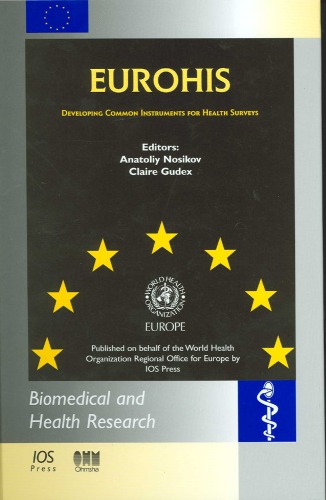 EUROHIS
DEVELOPING COMMON INSTRUMENTS FOR HEALTH SURVEYS
Editors:
Anatoliy Nosikov
Claire Gudex
WORLD HEALTH
ORGANIZATION
EUROPE
Published on behalf of the World Health
Organization Regional Office for Europe by
IOS Press
Biomedical and
Health Research
IOS
Press
OHM
Ohmsha